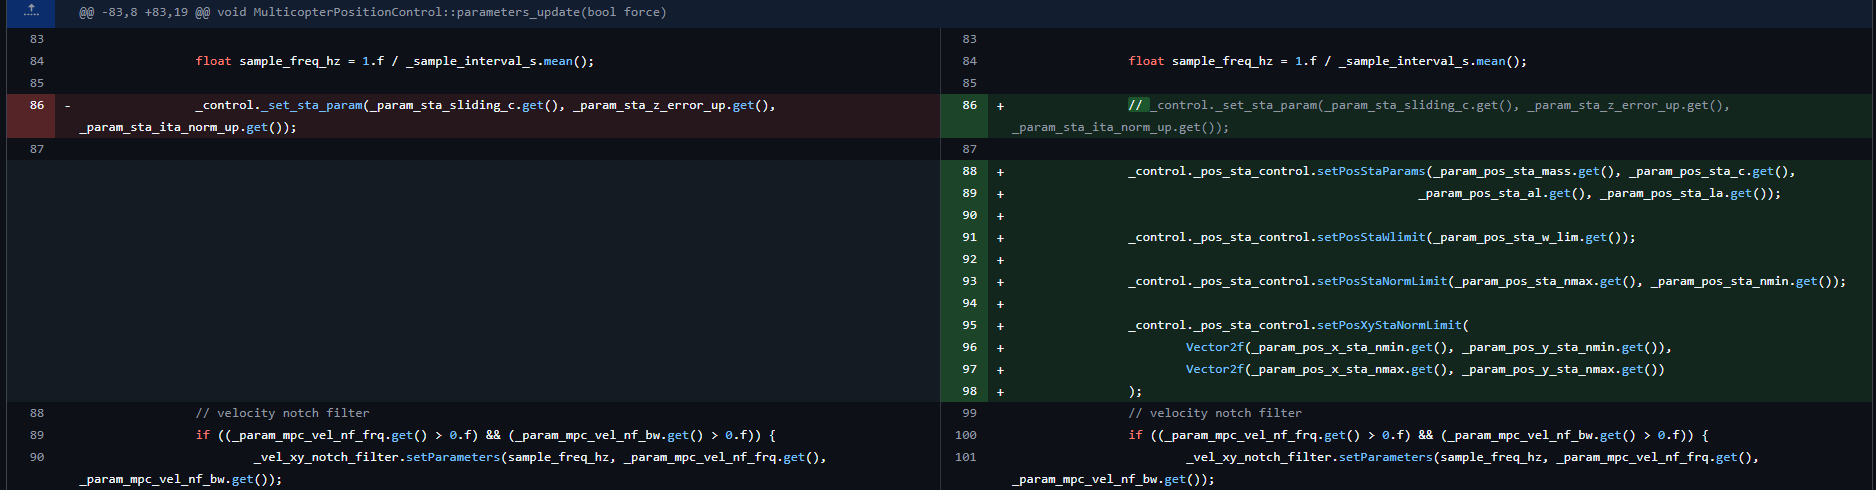 @@ -83,8 +83,19 @@ void MulticopterPositionControl::parameters_update(bool force)
83
84 float sample_freq_hz = 1.f / _sample_interval_s.mean();
85
86 - _control._set_sta_param(_param_sta_sliding_c.get(), _param_sta_z_error_up.get(),
_param_sta_ita_norm_up.get());
87
88 // velocity notch filter
89 if ((_param_mpc_vel_nf_frq.get() > 0.f) && (_param_mpc_vel_nf_bw.get() > 0.f)) {
90 _vel_xy_notch_filter.setParameters(sample_freq_hz, _param_mpc_vel_nf_frq.get(),
_param_mpc_vel_nf_bw.get());
83
84 float sample_freq_hz = 1.f / _sample_interval_s.mean();
85
86 + // _control._set_sta_param(_param_sta_sliding_c.get(), _param_sta_z_error_up.get(),
_param_sta_ita_norm_up.get());
87
88 + _control._pos_sta_control.setPosStaParams(_param_pos_sta_mass.get(), _param_pos_sta_c.get(),
89 + _param_pos_sta_al.get(), _param_pos_sta_la.get());
90 +
91 + _control._pos_sta_control.setPosStaWlimit(_param_pos_sta_w_lim.get());
92 +
93 + _control._pos_sta_control.setPosStaNormLimit(_param_pos_sta_nmax.get(), _param_pos_sta_nmin.get());
94 +
95 + _control._pos_sta_control.setPosXyStaNormLimit(
96 + Vector2f(_param_pos_x_sta_nmin.get(), _param_pos_y_sta_nmin.get()),
97 + Vector2f(_param_pos_x_sta_nmax.get(), _param_pos_y_sta_nmax.get())
98 + );
99 // velocity notch filter
100 if ((_param_mpc_vel_nf_frq.get() > 0.f) && (_param_mpc_vel_nf_bw.get() > 0.f)) {
101 _vel_xy_notch_filter.setParameters(sample_freq_hz, _param_mpc_vel_nf_frq.get(),
_param_mpc_vel_nf_bw.get());